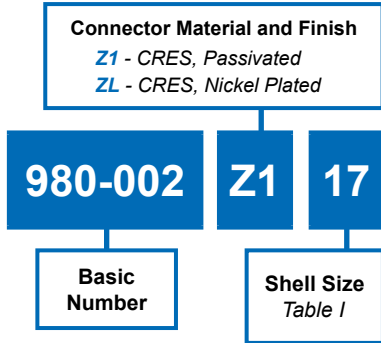 Connector Material and Finish
Z1 - CRES, Passivated
ZL - CRES, Nickel Plated
980-002 Z1 17
Basic
Number
Shell Size
Table I